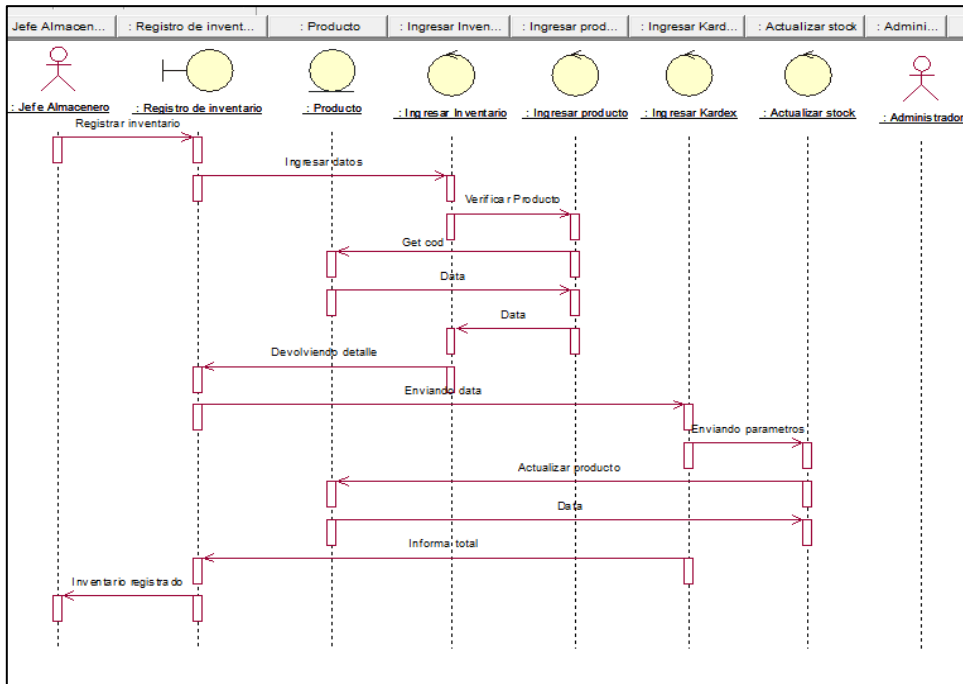 Jefe Almacen...
: Registro de invent...
: Producto
: Ingresar Inven...
: Ingresar prod...
: Ingresar Kard...
: Actualizar stock
: Admini...
: Jefe Almacenero
: Registro de inventario
: Producto
: Ingresar Inventario
: Ingresar producto
: Ingresar Kardex
: Actualizar stock
: Administrador
Registrar inventario
Ingresar datos
Verificar Producto
Get cod
Data
Data
Devolviendo detalle
Enviando data
Enviando parametros
Actualizar producto
Data
Informa total
Inventario registrado